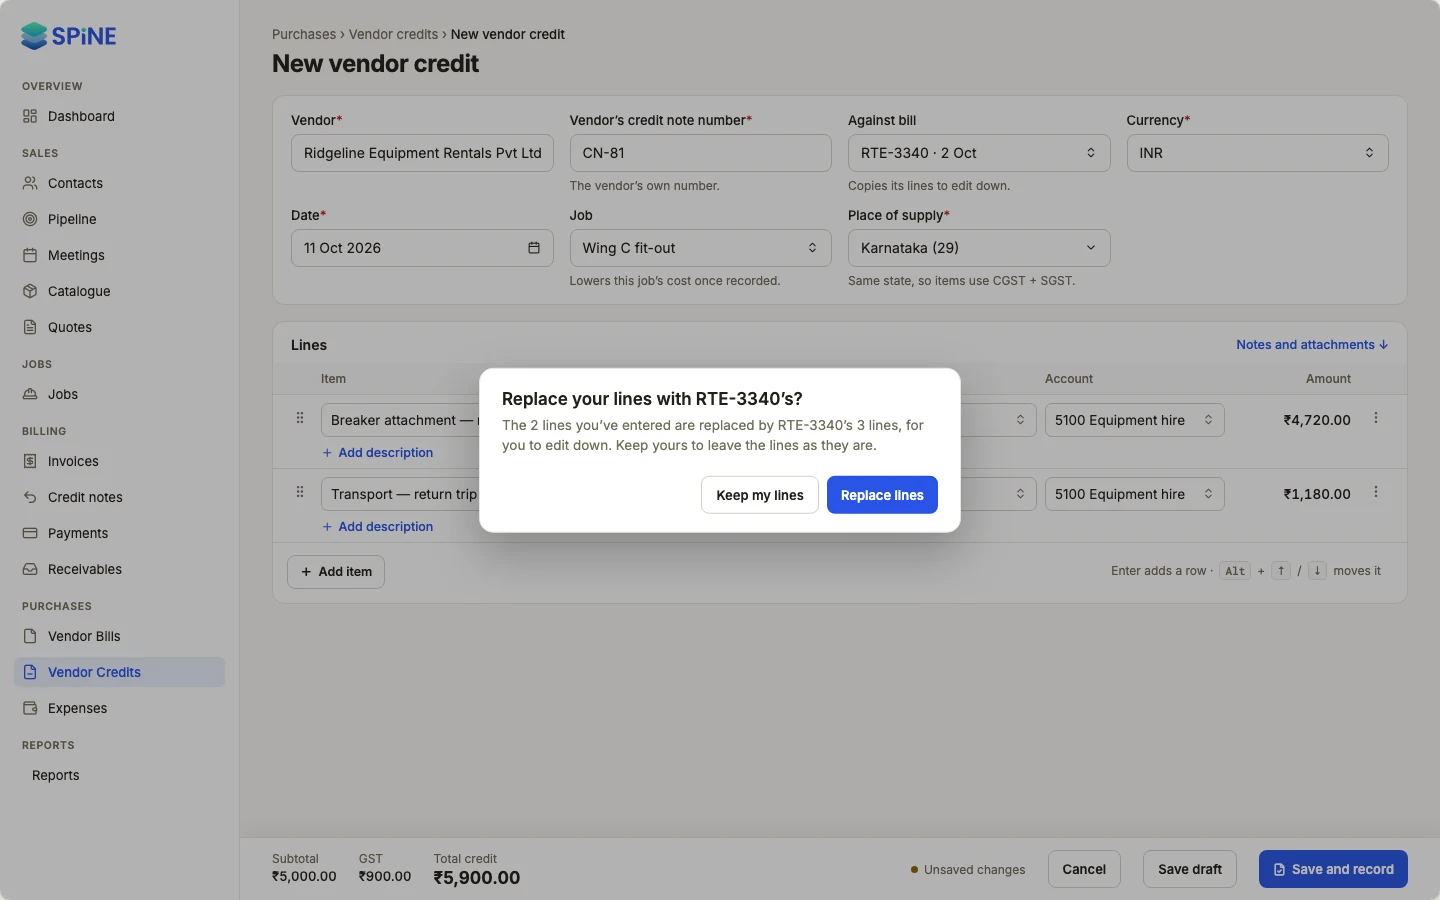 SPiNE
OVERVIEW
Dashboard
SALES
Contacts
Pipeline
Meetings
Catalogue
Quotes
JOBS
Jobs
BILLING
Invoices
Credit notes
Payments
Receivables
PURCHASES
Vendor Bills
Vendor Credits
Expenses
REPORTS
Reports
Purchases › Vendor credits › New vendor credit
New vendor credit
Vendor* Vendor’s credit note number* Against bill Currency*
Ridgeline Equipment Rentals Pvt Ltd CN-81 RTE-3340 · 2 Oct INR
The vendor’s own number. Copies its lines to edit down.
Date* Job Place of supply*
11 Oct 2026 Wing C fit-out Karnataka (29)
Lowers this job’s cost once recorded. Same state, so items use CGST + SGST.
Lines Notes and attachments ↓
Item Account Amount
Breaker attachment — 5100 Equipment hire ₹4,720.00
+ Add description
Transport — return trip 5100 Equipment hire ₹1,180.00
+ Add description
+ Add item Enter adds a row · Alt + ↑ / ↓ moves it
Replace your lines with RTE-3340’s?
The 2 lines you’ve entered are replaced by RTE-3340’s 3 lines, for
you to edit down. Keep yours to leave the lines as they are.
Keep my lines Replace lines
Subtotal GST Total credit
₹5,000.00 ₹900.00 ₹5,900.00
Unsaved changes Cancel Save draft Save and record